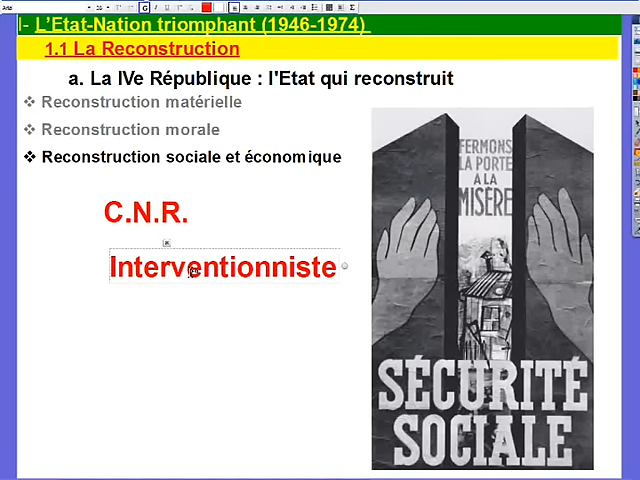 I- L'Etat-Nation triomphant (1946-1974)
1.1 La Reconstruction
a. La IVe République : l'Etat qui reconstruit
❖ Reconstruction matérielle
❖ Reconstruction morale
❖ Reconstruction sociale et économique
C.N.R.
Interventionniste
FERMONS
LA PORTE
À LA
MISÈRE
SÉCURITÉ
SOCIALE